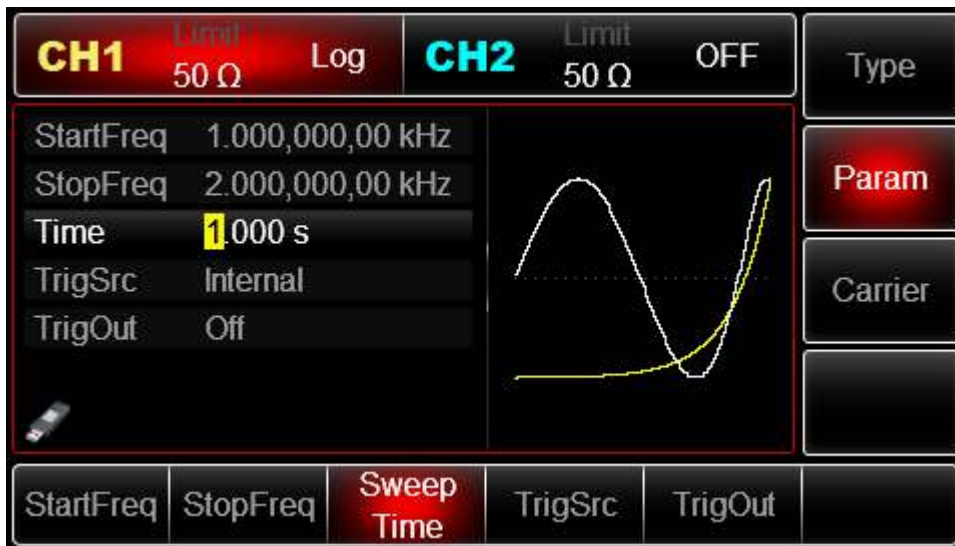 CH1 Limit 50 Ω Log CH2 Limit 50 Ω OFF
Type
StartFreq 1.000,000,00 kHz
StopFreq 2.000,000,00 kHz
Param
Time 1.000 s
TrigSrc Internal
Carrier
TrigOut Off
StartFreq StopFreq Sweep Time TrigSrc TrigOut